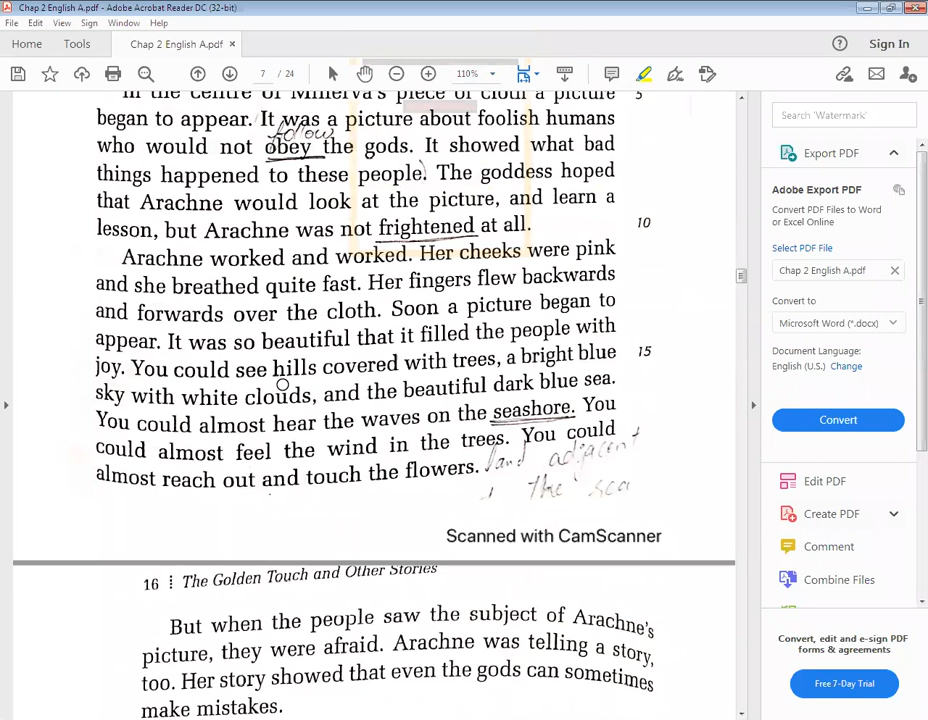 Chap 2 English A.pdf - Adobe Acrobat Reader DC (32-bit)
File Edit View Sign Window Help
Home Tools Chap 2 English A.pdf × Sign In
7 / 24 110%
In the centre of Minerva's piece of cloth a picture 5
began to appear. It was a picture about foolish humans
follow
who would not obey the gods. It showed what bad
things happened to these people. The goddess hoped
that Arachne would look at the picture, and learn a
lesson, but Arachne was not frightened at all. 10
Arachne worked and worked. Her cheeks were pink
and she breathed quite fast. Her fingers flew backwards
and forwards over the cloth. Soon a picture began to
appear. It was so beautiful that it filled the people with
joy. You could see hills covered with trees, a bright blue 15
sky with white clouds, and the beautiful dark blue sea.
You could almost hear the waves on the seashore. You
could almost feel the wind in the trees. You could
almost reach out and touch the flowers. land adjacent
the sea
Scanned with CamScanner
16 The Golden Touch and Other Stories
But when the people saw the subject of Arachne's
picture, they were afraid. Arachne was telling a story,
too. Her story showed that even the gods can sometimes
make mistakes.
Search 'Watermark'
Export PDF
Adobe Export PDF
Convert PDF Files to Word
or Excel Online
Select PDF File
Chap 2 English A.pdf ×
Convert to
Microsoft Word (*.docx)
Document Language:
English (U.S.) Change
Convert
Edit PDF
Create PDF
Comment
Combine Files
Convert, edit and e-sign PDF
forms & agreements
Free 7-Day Trial